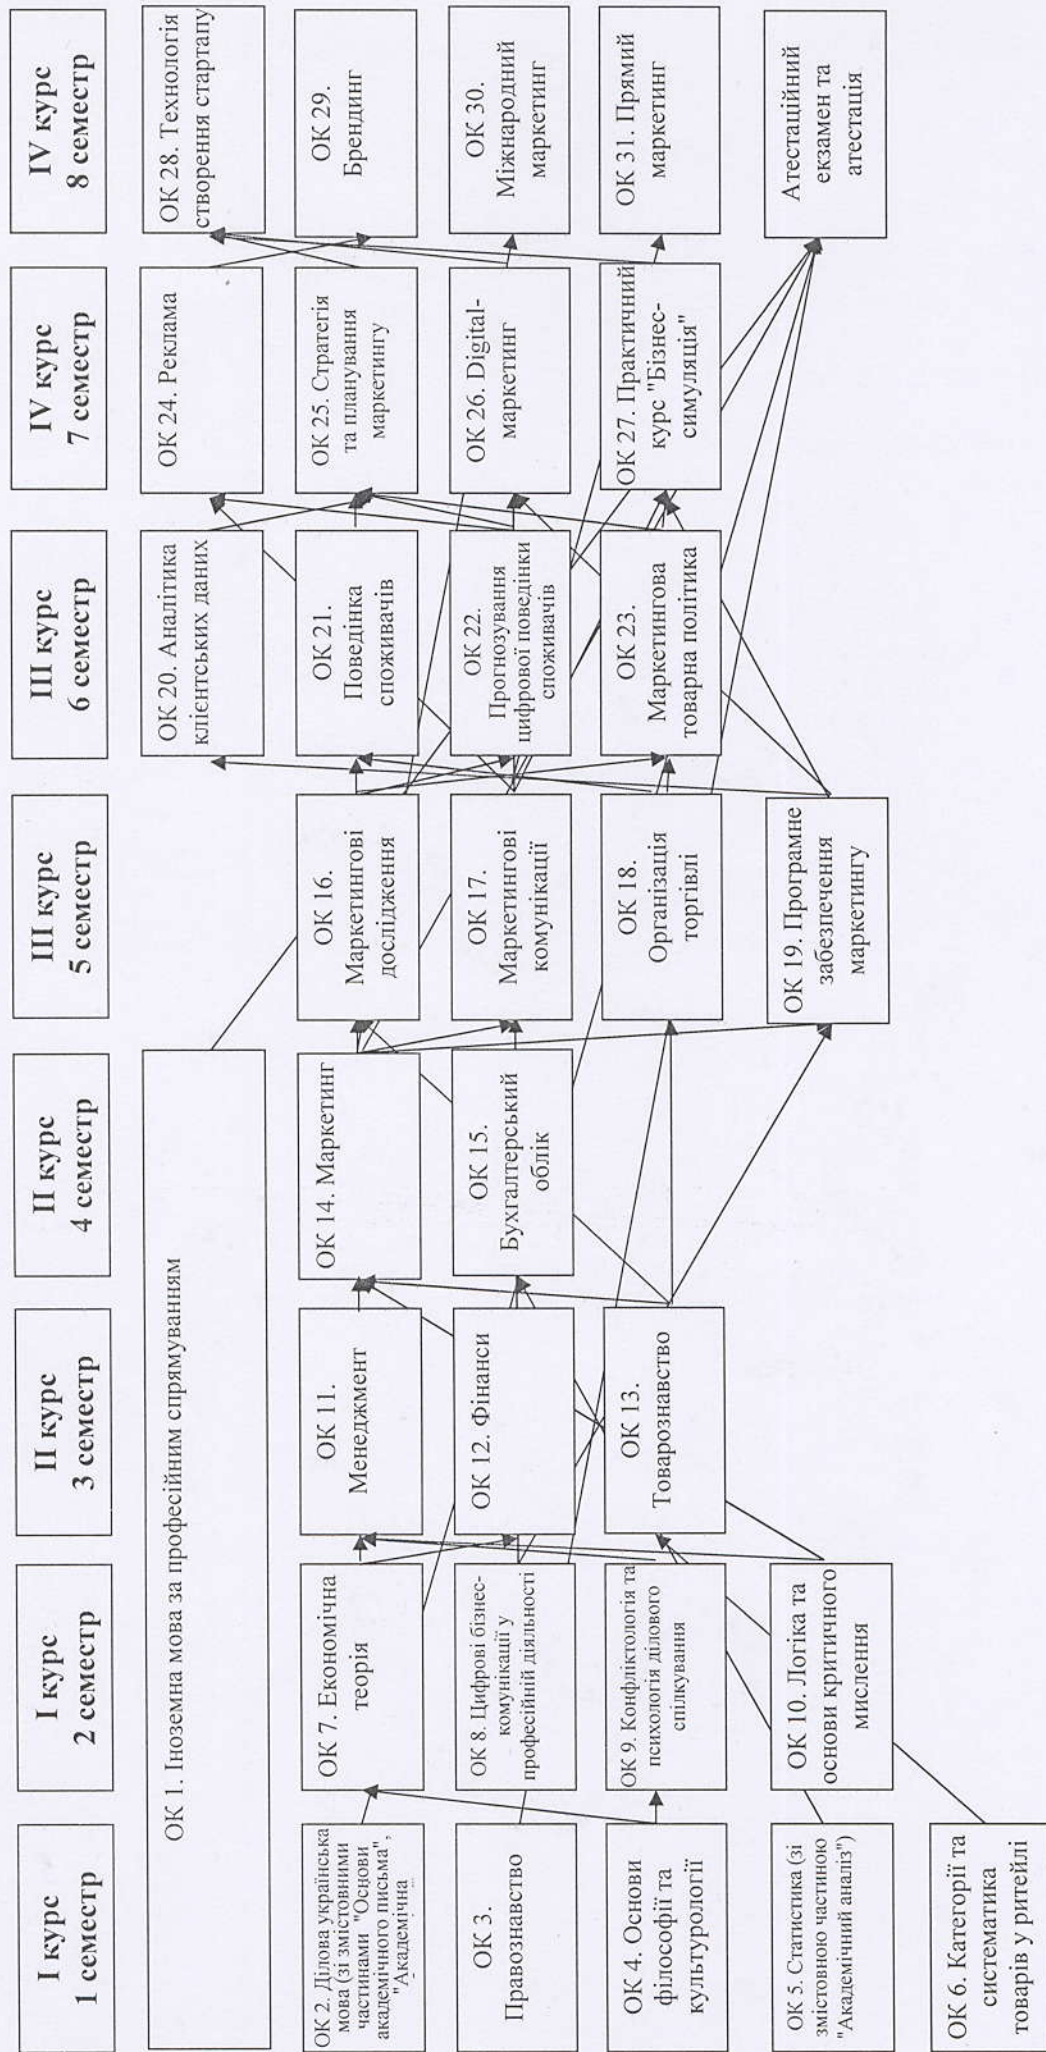 І курс
1 семестр
І курс
2 семестр
ІІ курс
3 семестр
ІІ курс
4 семестр
ІІІ курс
5 семестр
ІІІ курс
6 семестр
IV курс
7 семестр
IV курс
8 семестр
ОК 1. Іноземна мова за професійним спрямуванням
ОК 2. Ділова українська
мова (зі змістовними
частинами "Основи
академічного письма",
"Академічна
ОК 3.
Правознавство
ОК 4. Основи
філософії та
культурології
ОК 5. Статистика (зі
змістовною частиною
"Академічний аналіз")
ОК 6. Категорії та
систематика
товарів у ритейлі
ОК 7. Економічна
теорія
ОК 8. Цифрові бізнес-
комунікації у
професійній діяльності
ОК 9. Конфліктологія та
психологія ділового
спілкування
ОК 10. Логіка та
основи критичного
мислення
ОК 11.
Менеджмент
ОК 12. Фінанси
ОК 13.
Товарознавство
ОК 14. Маркетинг
ОК 15.
Бухгалтерський
облік
ОК 16.
Маркетингові
дослідження
ОК 17.
Маркетингові
комунікації
ОК 18.
Організація
торгівлі
ОК 19. Програмне
забезпечення
маркетингу
ОК 20. Аналітика
клієнтських даних
ОК 21.
Поведінка
споживачів
ОК 22.
Прогнозування
цифрової поведінки
споживачів
ОК 23.
Маркетингова
товарна політика
ОК 24. Реклама
ОК 25. Стратегія
та планування
маркетингу
ОК 26. Digital-
маркетинг
ОК 27. Практичний
курс "Бізнес-
симуляція"
ОК 28. Технологія
створення стартапу
ОК 29.
Брендинг
ОК 30.
Міжнародний
маркетинг
ОК 31. Прямий
маркетинг
Атестаційний
екзамен та
атестація